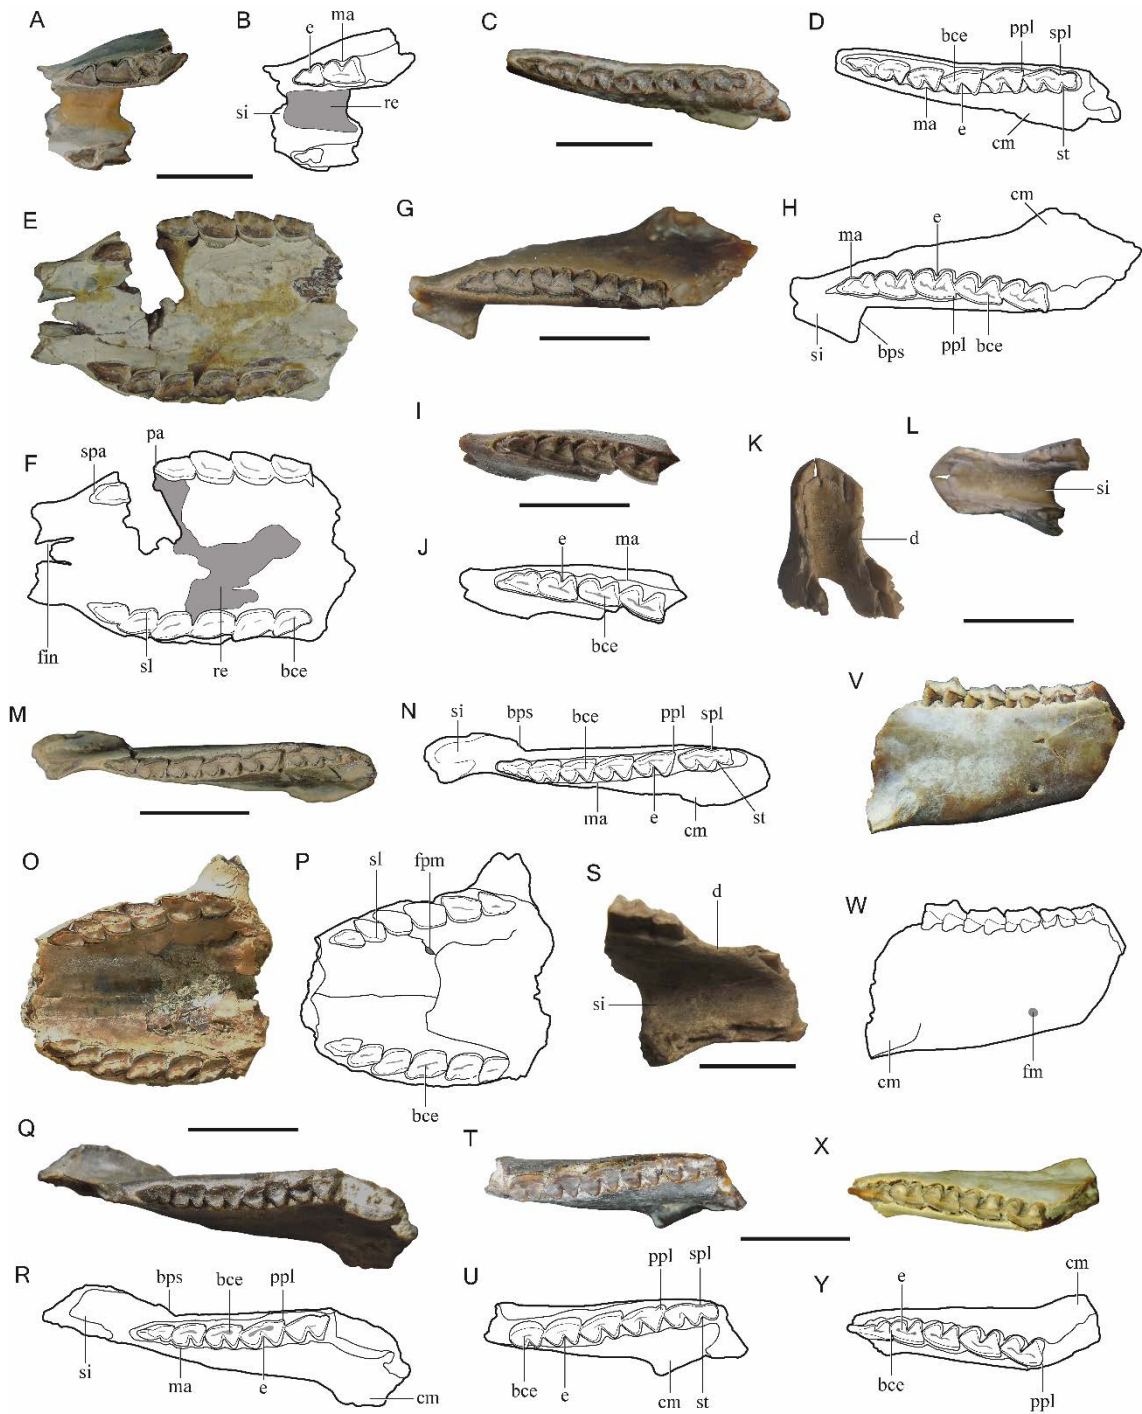 A
B
e
ma
si
re
C
D
bce
ppl
spl
ma
e
cm
st
E
G
H
cm
e
ma
si
bps
ppl
bce
F
spa
pa
fin
sl
re
bce
I
J
e
ma
bce
K
d
L
si
M
N
si
bps
bce
ppl
spl
ma
e
cm
st
V
O
P
sl
fpm
bce
S
d
si
W
cm
fm
Q
R
bps
bce
ppl
si
ma
e
cm
T
U
ppl
spl
bce
e
cm
st
X
Y
e
cm
bce
ppl